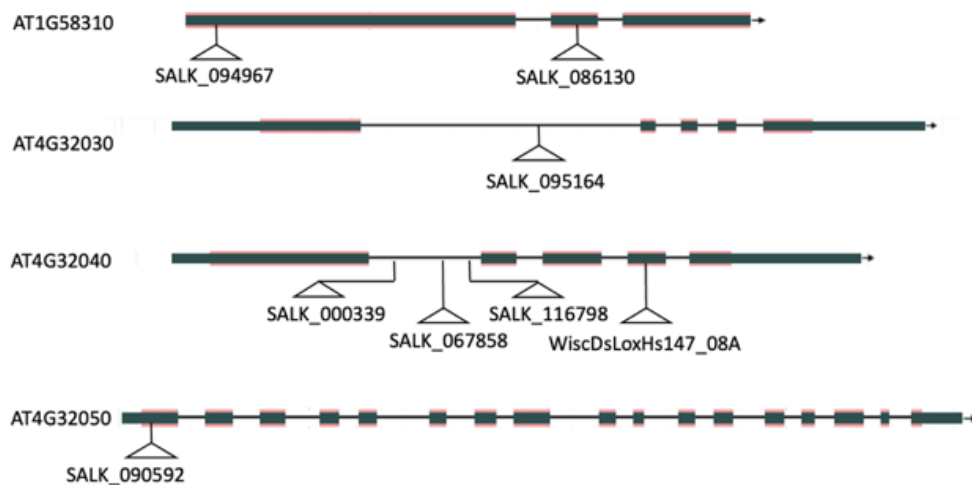 AT1G58310
SALK_094967
SALK_086130
AT4G32030
SALK_095164
AT4G32040
SALK_000339
SALK_116798
SALK_067858
WiscDsLoxHs147_08A
AT4G32050
SALK_090592